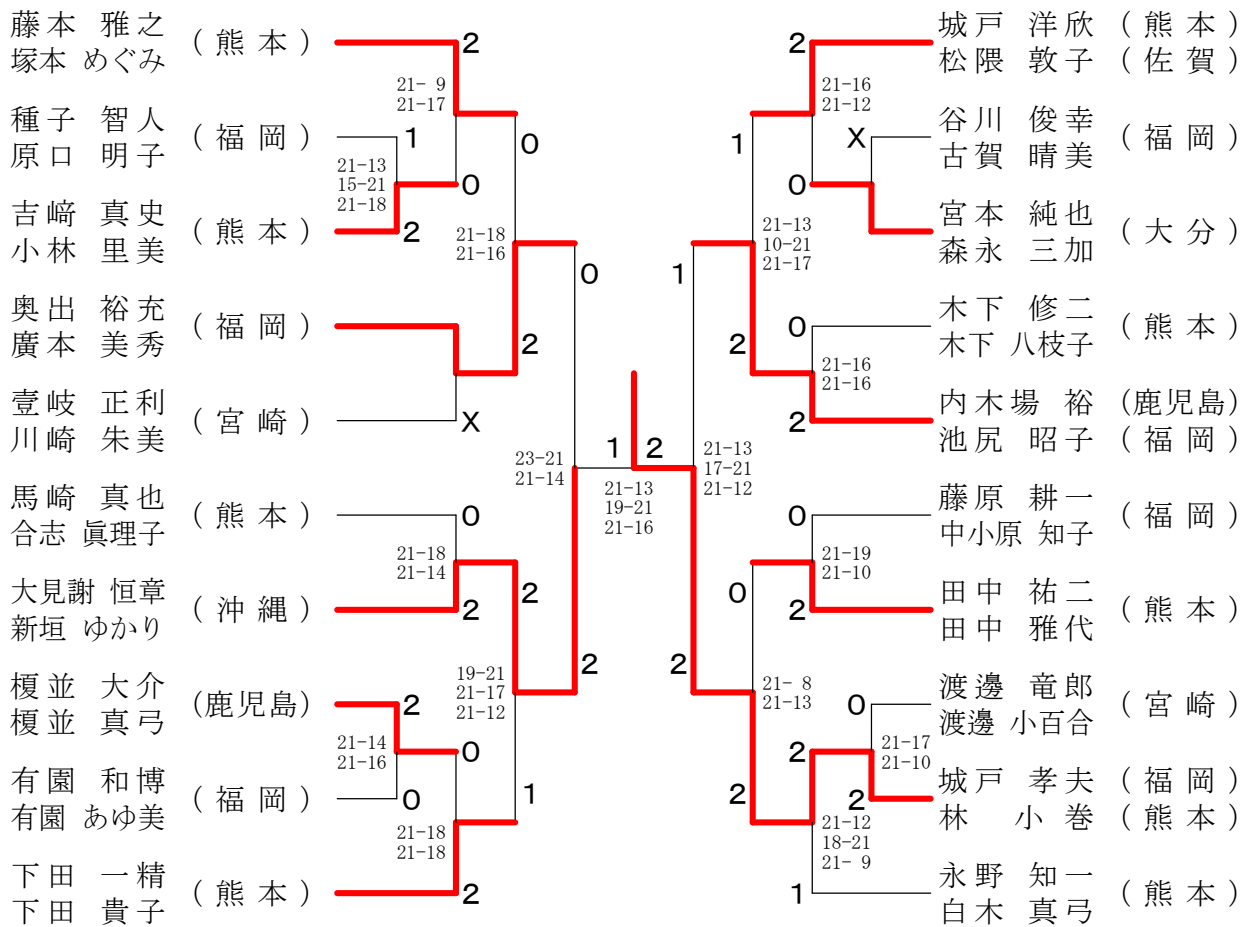 藤本 雅之
塚本 めぐみ
(熊本)
種子 智人
原口 明子
(福岡)
吉﨑 真史
小林 里美
(熊本)
奥出 裕充
廣本 美秀
(福岡)
壹岐 正利
川崎 朱美
(宮崎)
馬崎 真也
合志 眞理子
(熊本)
大見謝 恒章
新垣 ゆかり
(沖縄)
榎並 大介
榎並 真弓
(鹿児島)
有園 和博
有園 あゆ美
(福岡)
下田 一精
下田 貴子
(熊本)
2
21- 9
21-17
1
21-13
15-21
21-18
0
2
0
21-18
21-16
2
X
0
23-21
21-14
0
21-18
21-14
2
2
2
19-21
21-17
21-12
2
21-14
21-16
0
0
1
21-18
21-18
2
1
2
21-13
19-21
21-16
2
21-16
21-12
X
0
1
21-13
10-21
21-17
1
0
2
21-16
21-16
2
21-13
17-21
21-12
0
21-19
21-10
0
2
2
21- 8
21-13
0
21-17
21-10
2
2
2
21-12
18-21
21- 9
1
城戸 洋欣 (熊本)
松隈 敦子 (佐賀)
谷川 俊幸
古賀 晴美
(福岡)
宮本 純也
森永 三加
(大分)
木下 修二
木下 八枝子
(熊本)
内木場 裕 (鹿児島)
池尻 昭子 (福岡)
藤原 耕一
中小原 知子
(福岡)
田中 祐二
田中 雅代
(熊本)
渡邊 竜郎
渡邊 小百合
(宮崎)
城戸 孝夫 (福岡)
林 小巻 (熊本)
永野 知一
白木 真弓
(熊本)